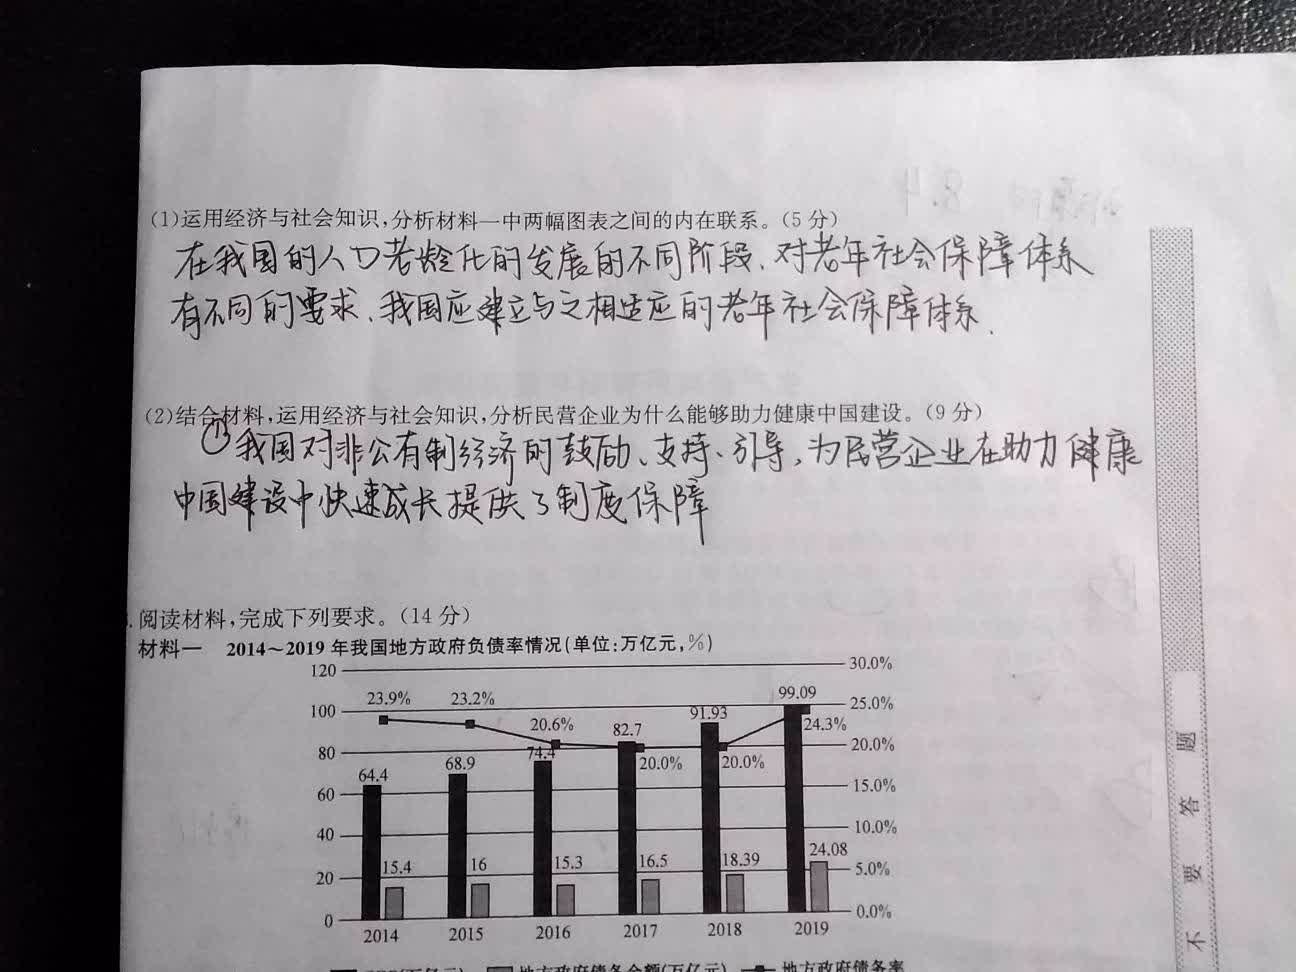 (1)运用经济与社会知识,分析材料一中两幅图表之间的内在联系。(5分)
在我国的人口老龄化的发展的不同阶段、对老年社会保障体系
有不同的要求、我国应建立与之相适应的老年社会保障体系.
(2)结合材料,运用经济与社会知识,分析民营企业为什么能够助力健康中国建设。(9分)
①我国对非公有制经济的鼓励、支持、引导,为民营企业在助力健康
中国建设中快速成长提供了制度保障
.阅读材料,完成下列要求。(14分)
材料一 2014~2019年我国地方政府负债率情况(单位:万亿元,%)
120 30.0%
23.9% 23.2% 20.6% 82.7 91.93 99.09
100 25.0%
24.3%
80 74.4 20.0% 20.0% 20.0%
64.4 68.9
60 15.0%
40 10.0%
15.4 16 15.3 16.5 18.39 24.08
20 5.0%
0 0.0%
2014 2015 2016 2017 2018 2019
(万亿元) 地方政府债务余额(万亿元) 地方政府债务率
题
答
要
不